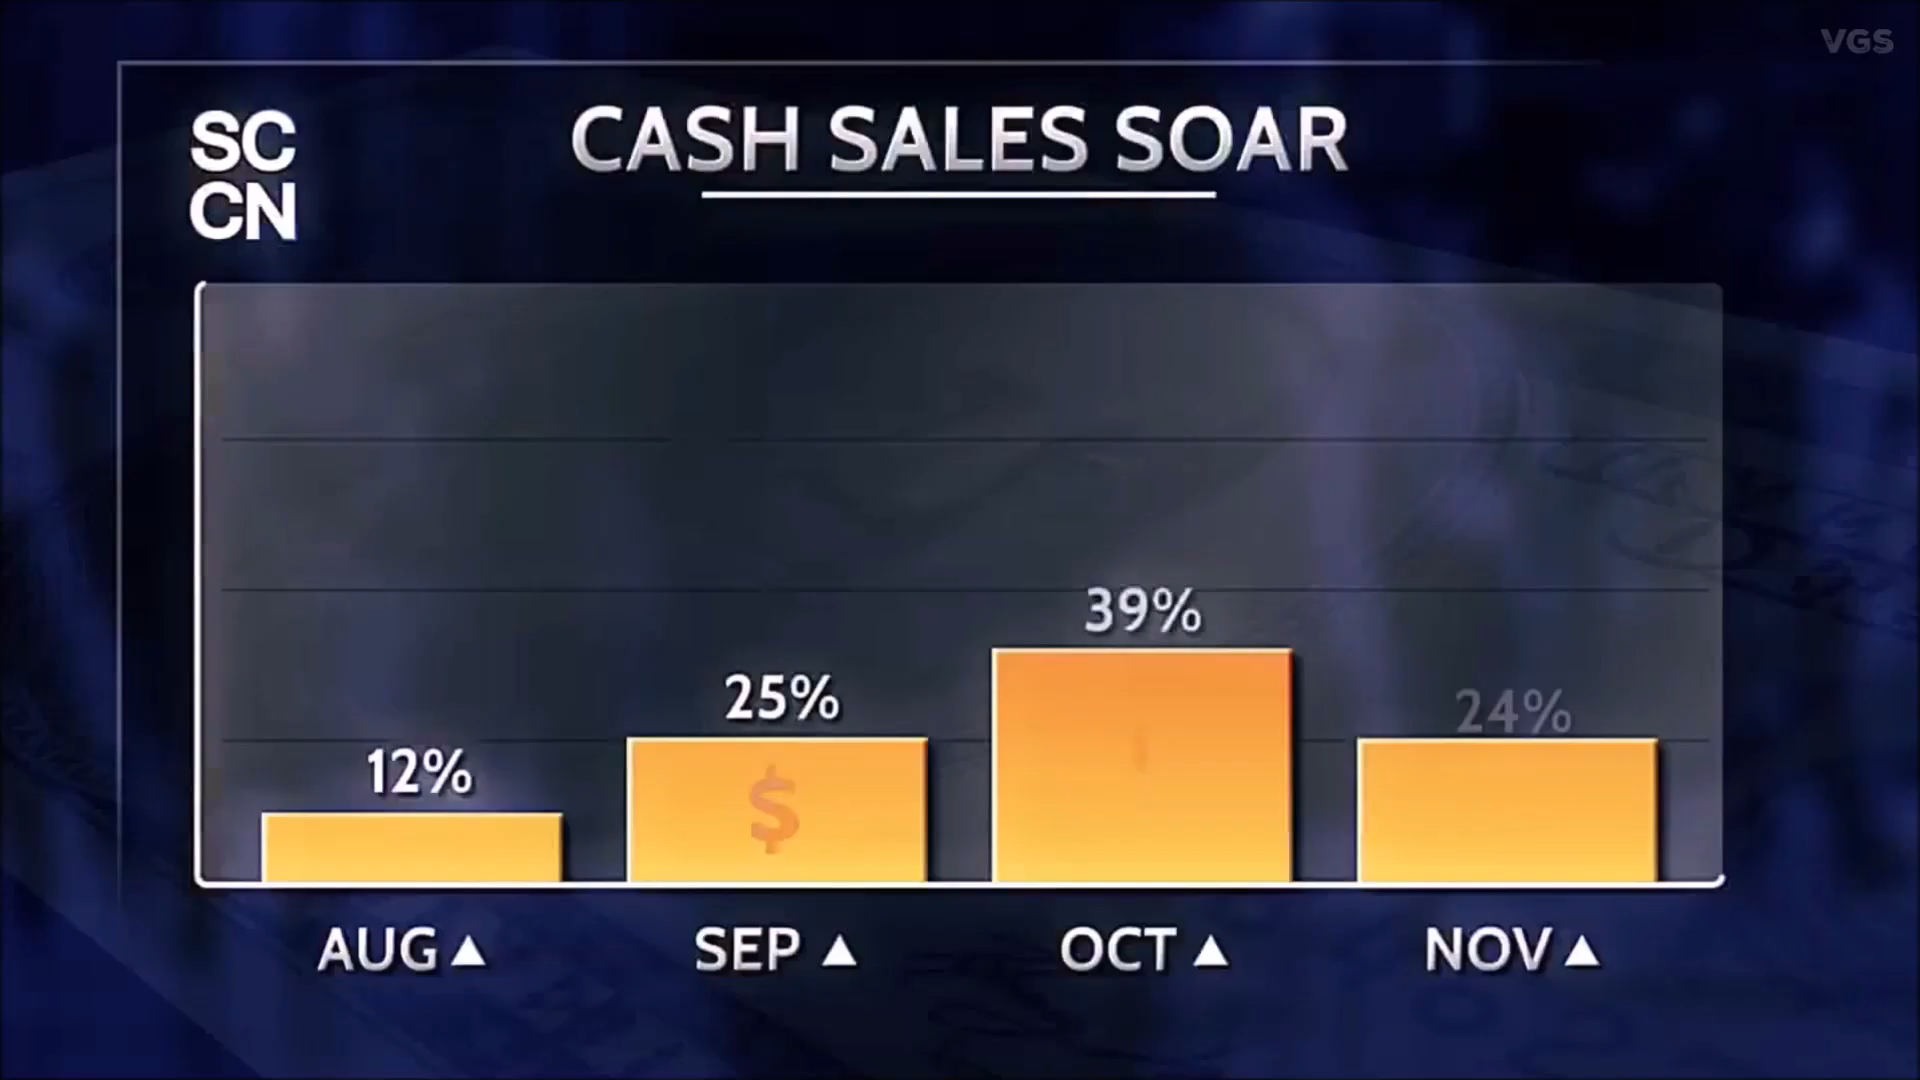 VGS
SC
CN
CASH SALES SOAR
39%
25%
24%
12%
$
AUG ▲
SEP ▲
OCT ▲
NOV ▲